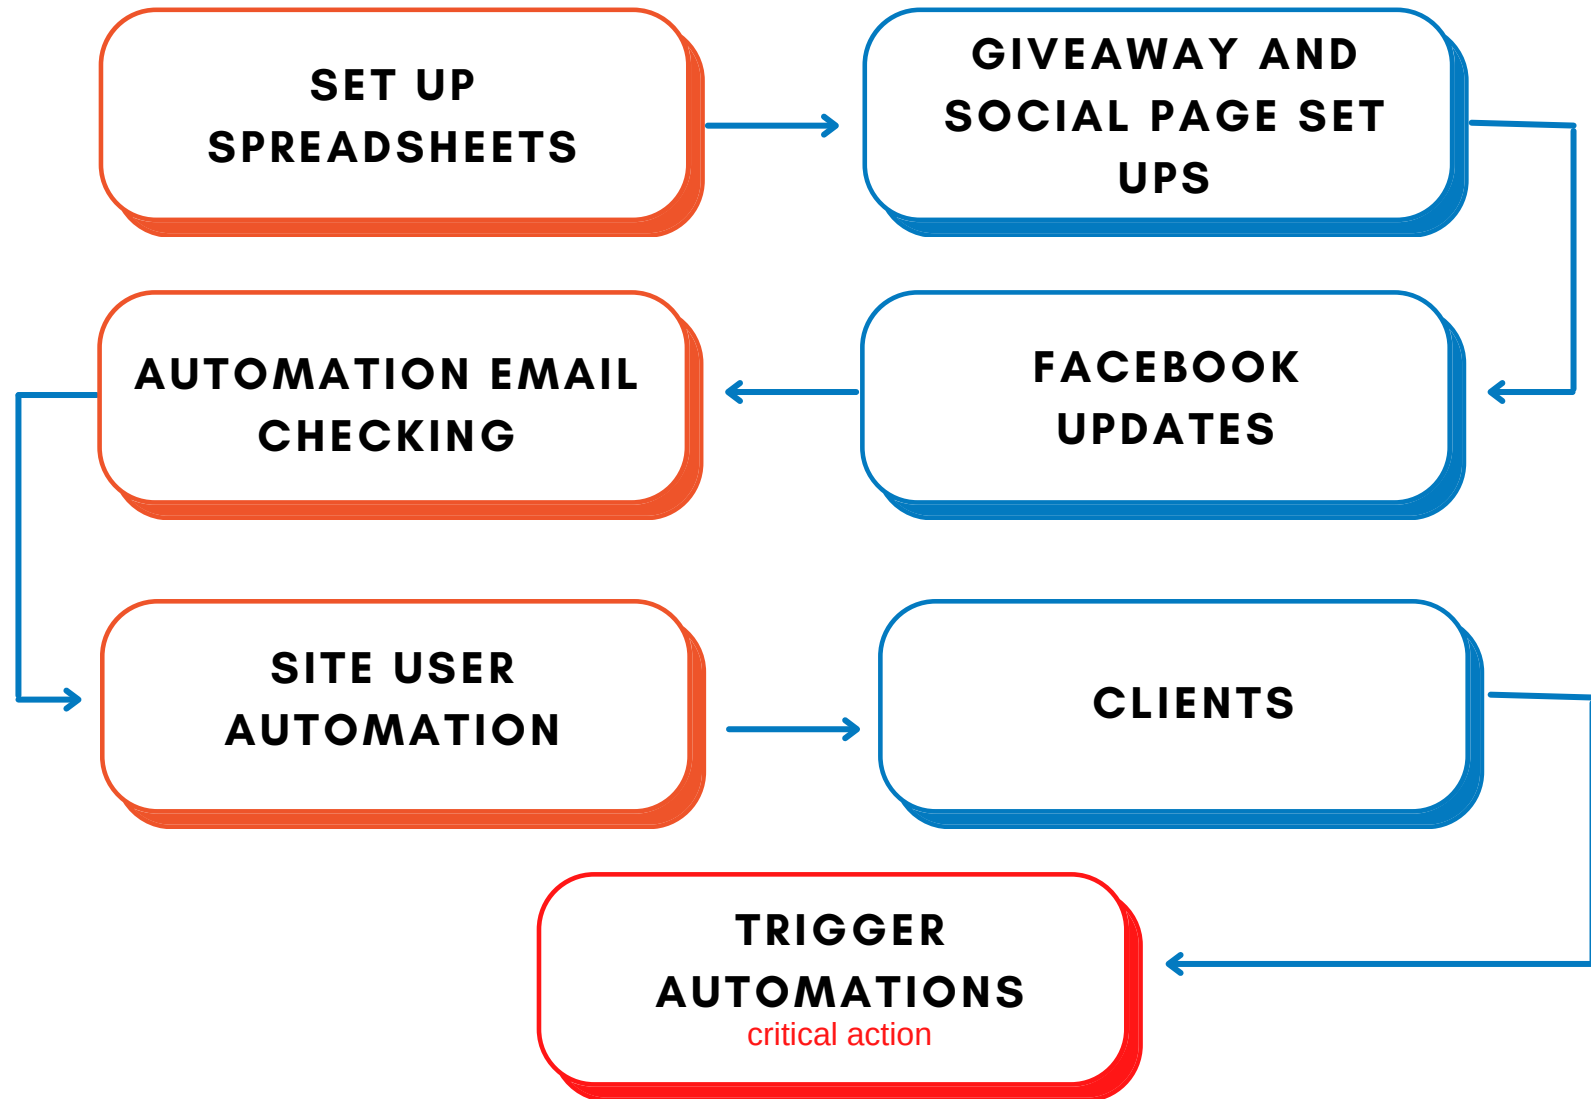 SET UP
SPREADSHEETS
GIVEAWAY AND
SOCIAL PAGE SET
UPS
FACEBOOK
UPDATES
AUTOMATION EMAIL
CHECKING
SITE USER
AUTOMATION
CLIENTS
TRIGGER
AUTOMATIONS
critical action